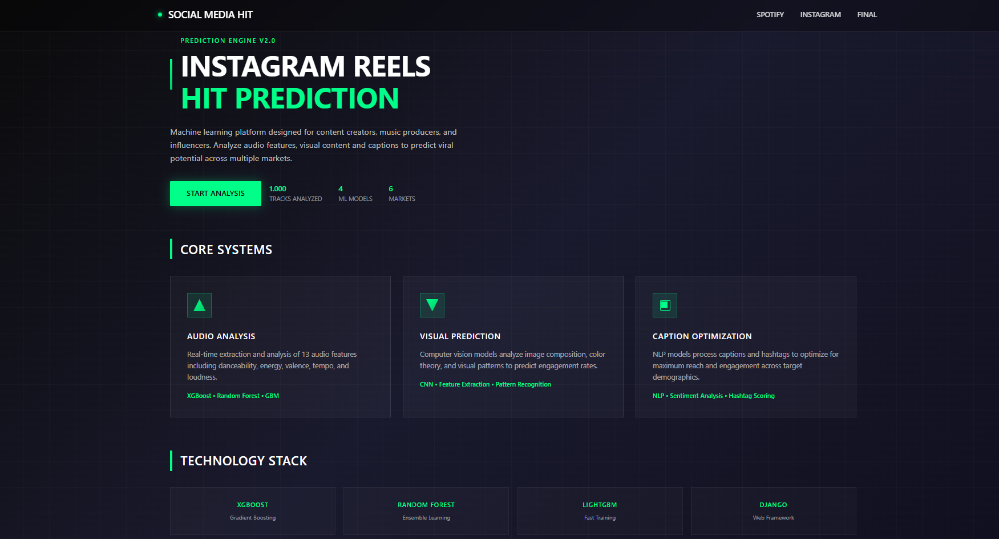 SOCIAL MEDIA HIT
SPOTIFY
INSTAGRAM
FINAL
PREDICTION ENGINE V2.0
INSTAGRAM REELS
HIT PREDICTION
Machine learning platform designed for content creators, music producers, and
influencers. Analyze audio features, visual content and captions to predict viral
potential across multiple markets.
START ANALYSIS
1.000
TRACKS ANALYZED
4
ML MODELS
6
MARKETS
CORE SYSTEMS
AUDIO ANALYSIS
Real-time extraction and analysis of 13 audio features
including danceability, energy, valence, tempo, and
loudness.
XGBoost • Random Forest • GBM
VISUAL PREDICTION
Computer vision models analyze image composition, color
theory, and visual patterns to predict engagement rates.
CNN • Feature Extraction • Pattern Recognition
CAPTION OPTIMIZATION
NLP models process captions and hashtags to optimize for
maximum reach and engagement across target
demographics.
NLP • Sentiment Analysis • Hashtag Scoring
TECHNOLOGY STACK
XGBOOST
Gradient Boosting
RANDOM FOREST
Ensemble Learning
LIGHTGBM
Fast Training
DJANGO
Web Framework